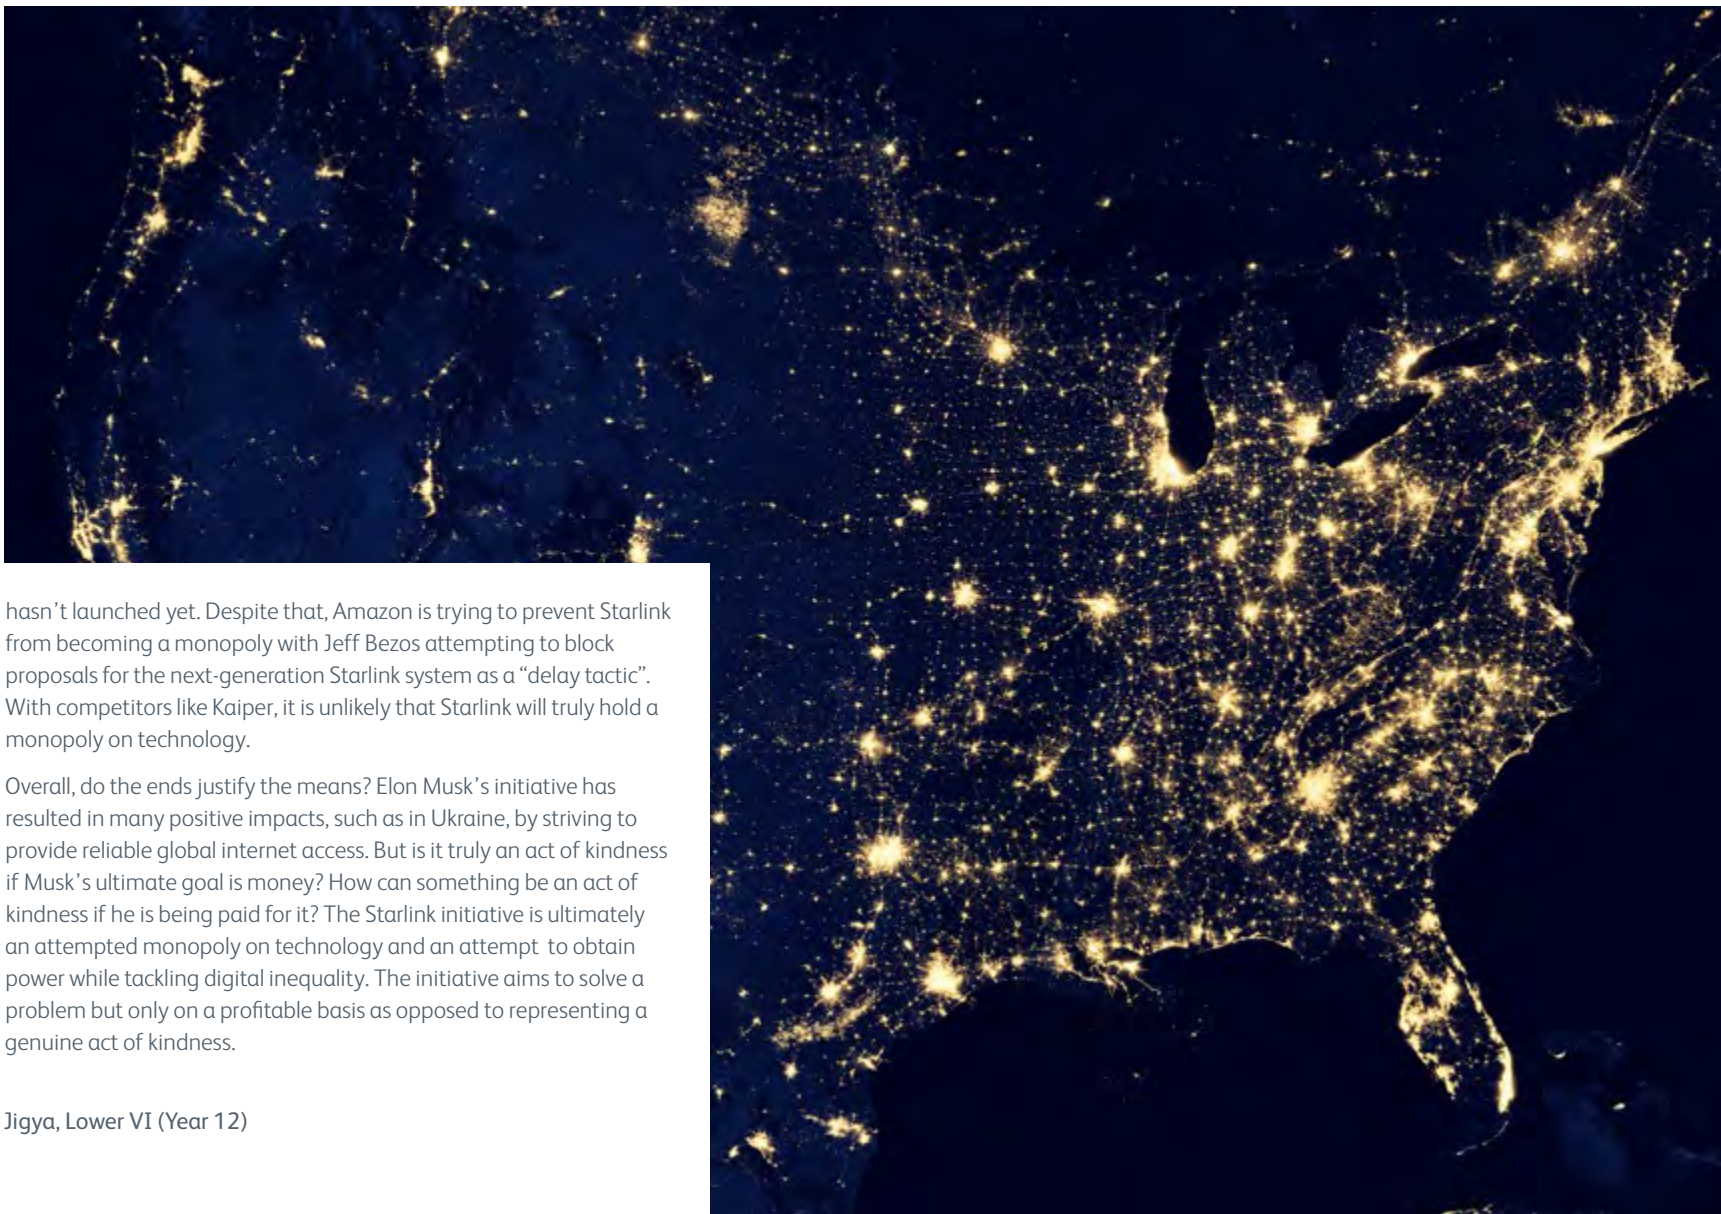 hasn’t launched yet. Despite that, Amazon is trying to prevent Starlink
from becoming a monopoly with Jeff Bezos attempting to block
proposals for the next-generation Starlink system as a “delay tactic”.
With competitors like Kaiper, it is unlikely that Starlink will truly hold a
monopoly on technology.
Overall, do the ends justify the means? Elon Musk’s initiative has
resulted in many positive impacts, such as in Ukraine, by striving to
provide reliable global internet access. But is it truly an act of kindness
if Musk’s ultimate goal is money? How can something be an act of
kindness if he is being paid for it? The Starlink initiative is ultimately
an attempted monopoly on technology and an attempt  to obtain
power while tackling digital inequality. The initiative aims to solve a
problem but only on a profitable basis as opposed to representing a
genuine act of kindness.
Jigya, Lower VI (Year 12)